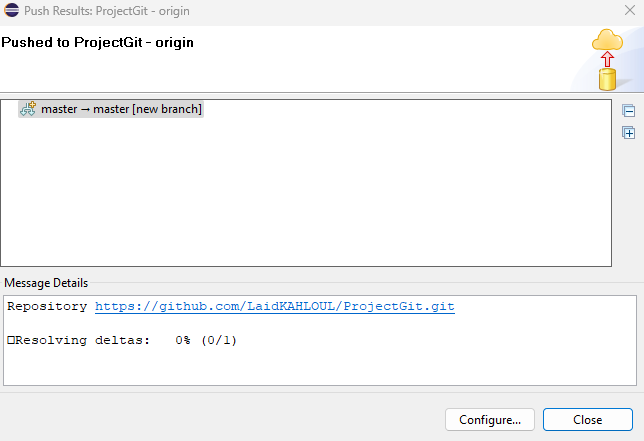 Push Results: ProjectGit - origin
Pushed to ProjectGit - origin
master → master [new branch]
Message Details
Repository https://github.com/LaidKAHLOUL/ProjectGit.git
Resolving deltas:   0% (0/1)
Configure...
Close